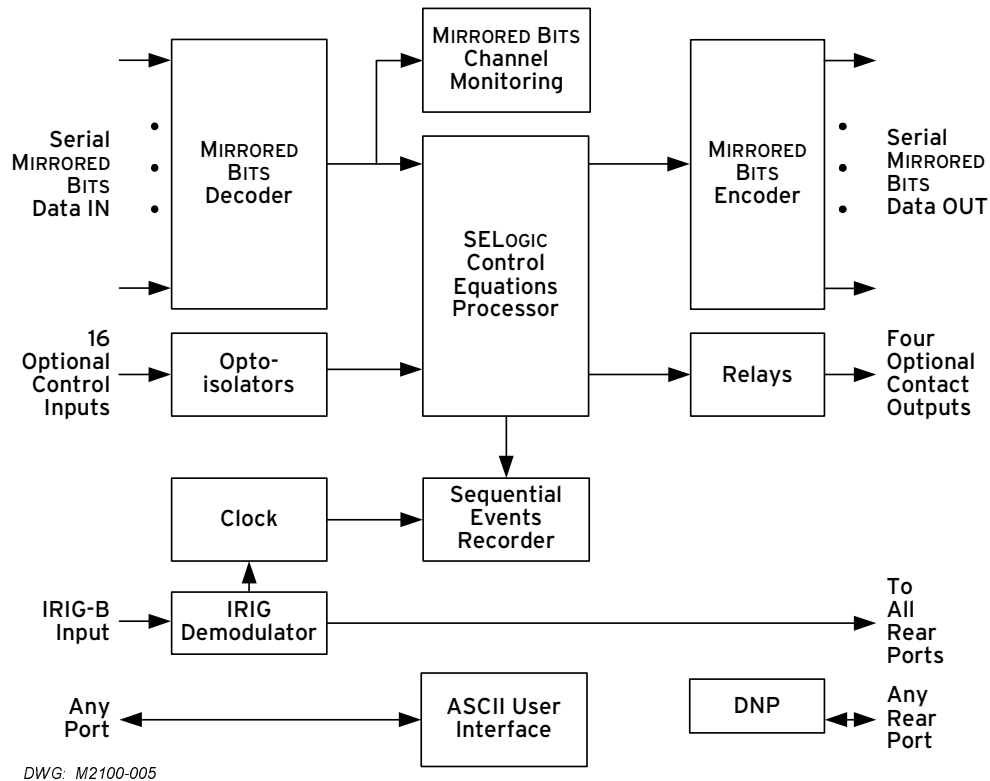 Serial
MIRRORED
BITS
Data IN
MIRRORED
BITS
Decoder
MIRRORED BITS
Channel
Monitoring
SELOGIC
Control
Equations
Processor
MIRRORED
BITS
Encoder
Serial
MIRRORED
BITS
Data OUT
16
Optional
Control
Inputs
Opto-
isolators
Relays
Four
Optional
Contact
Outputs
Clock
Sequential
Events
Recorder
IRIG-B
Input
IRIG
Demodulator
To
All
Rear
Ports
Any
Port
ASCII User
Interface
DNP
Any
Rear
Port
DWG: M2100-005